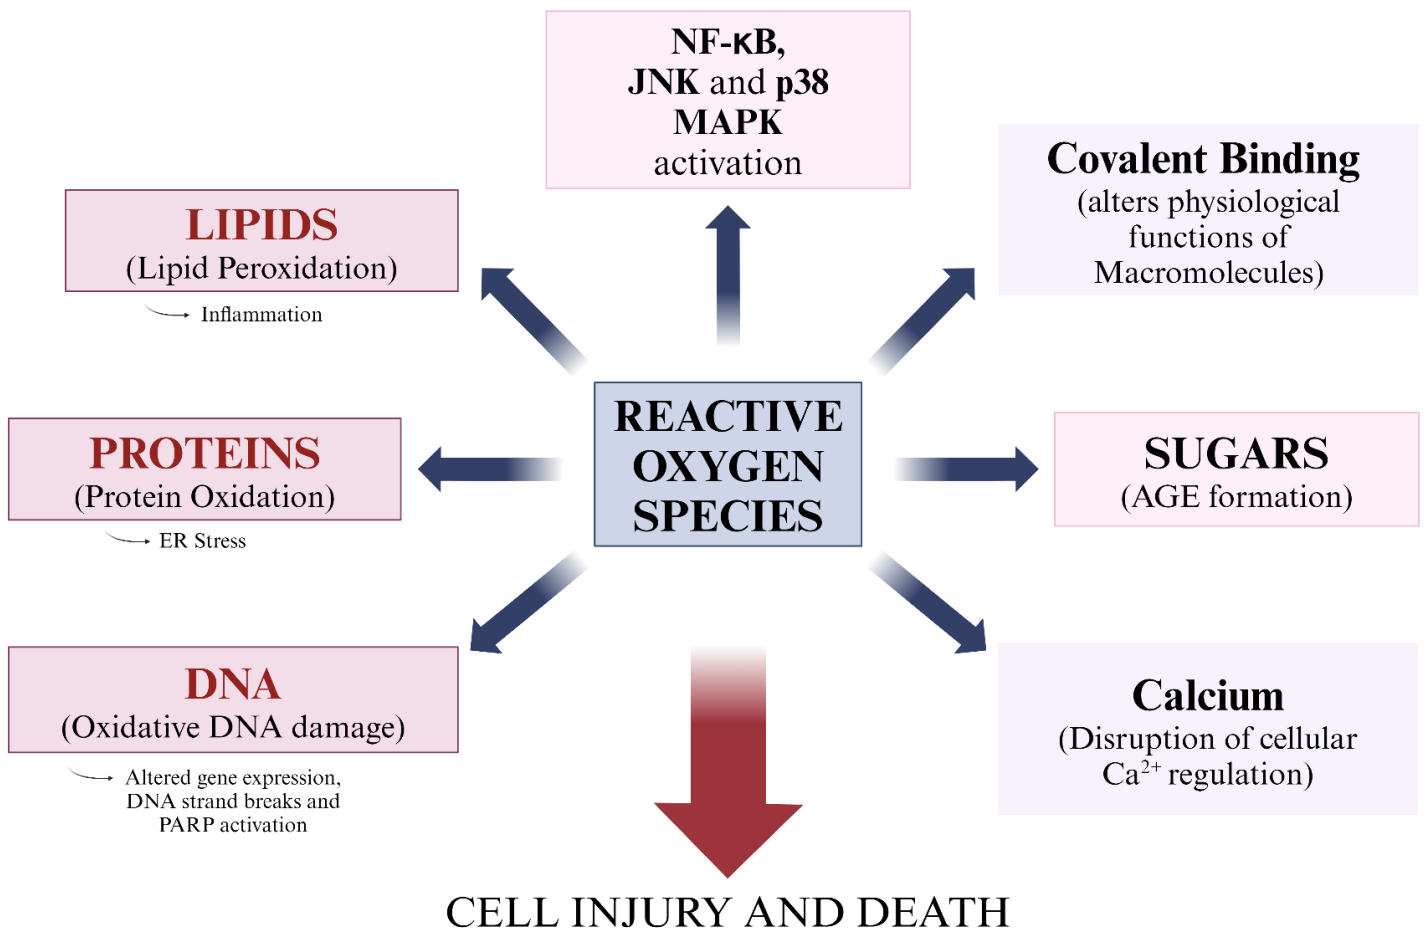 NF-κB,
JNK and p38
MAPK
activation
Covalent Binding
(alters physiological
functions of
Macromolecules)
LIPIDS
(Lipid Peroxidation)
Inflammation
REACTIVE
OXYGEN
SPECIES
PROTEINS
(Protein Oxidation)
ER Stress
SUGARS
(AGE formation)
DNA
(Oxidative DNA damage)
Altered gene expression,
DNA strand breaks and
PARP activation
Calcium
(Disruption of cellular
Ca²⁺ regulation)
CELL INJURY AND DEATH